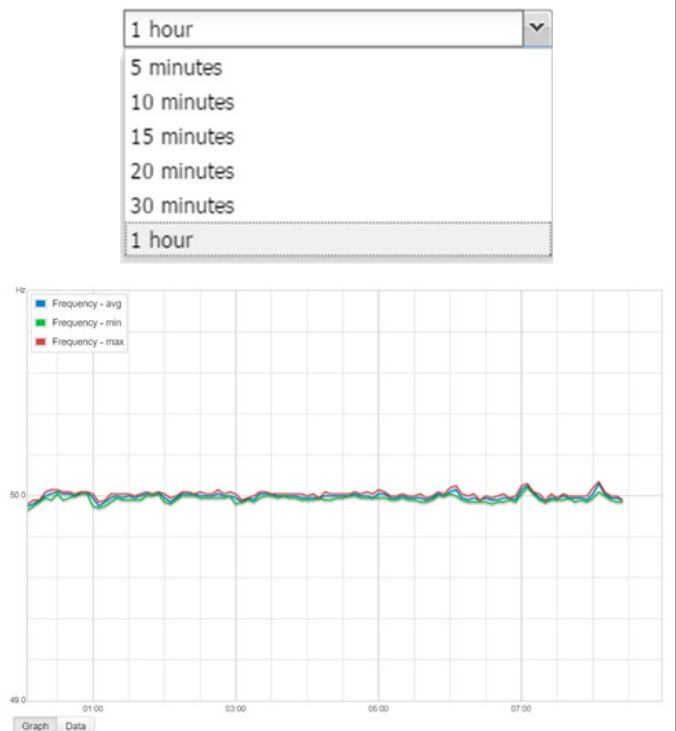 1 hour
5 minutes
10 minutes
15 minutes
20 minutes
30 minutes
1 hour
Hz
Frequency - avg
Frequency - min
Frequency - max
50.0
49.0
01:00 03:00 05:00 07:00
Graph Data